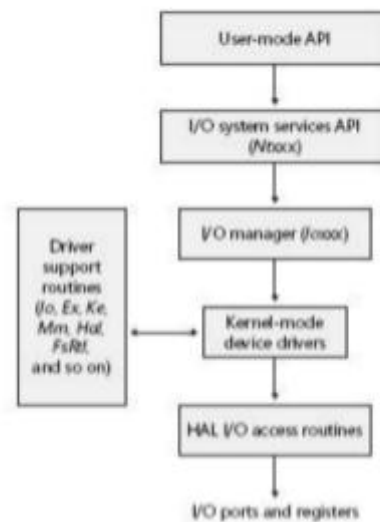 User-mode API
I/O system services API
(Ntxxx)
I/O manager (Ioxxx)
Driver
support
routines
(Io, Ex, Ke,
Mm, Hal,
FsRtl,
and so on)
Kernel-mode
device drivers
HAL I/O access routines
I/O ports and registers